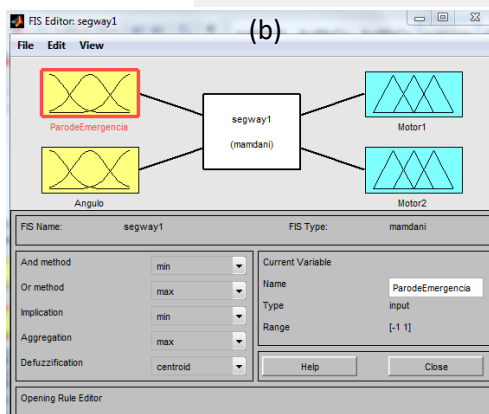 FIS Editor: segway1
(b)
File Edit View
ParodeEmergencia
Angulo
segway1
(mamdani)
Motor1
Motor2
FIS Name: segway1 FIS Type: mamdani
And method min
Or method max
Implication min
Aggregation max
Defuzzification centroid
Current Variable
Name ParodeEmergencia
Type input
Range [-1 1]
Help Close
Opening Rule Editor